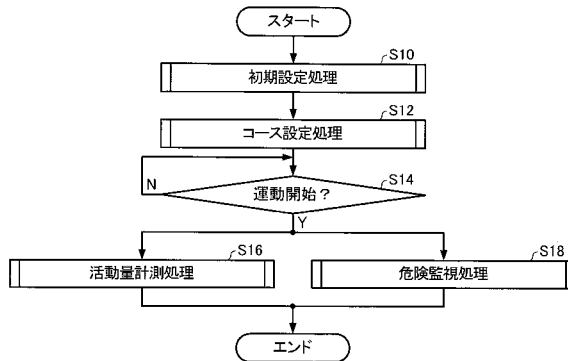 スタート
S10
初期設定処理
S12
コース設定処理
S14
N
運動開始？
Y
S16
活動量計測処理
S18
危険監視処理
エンド